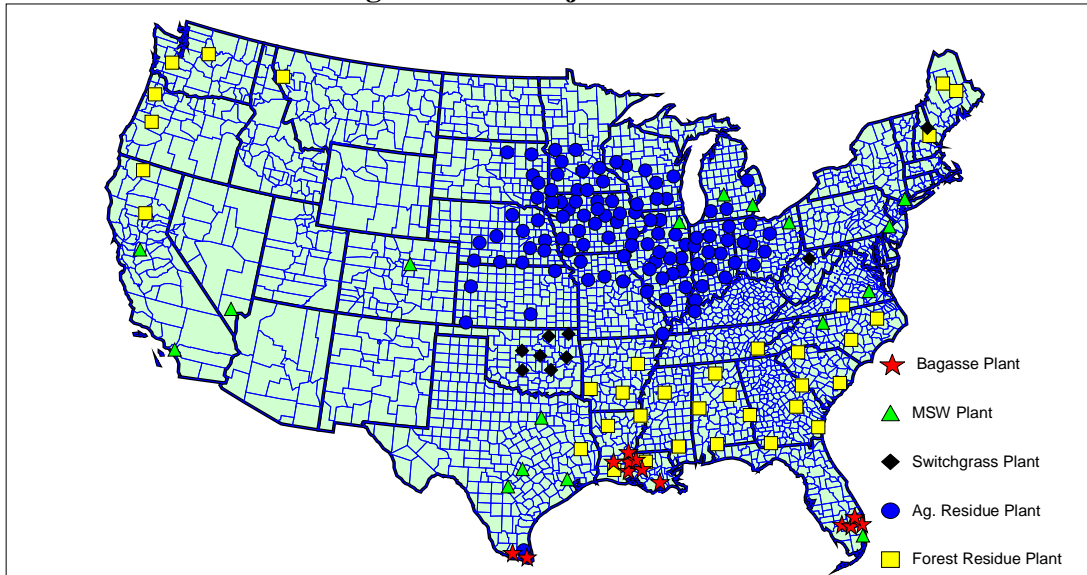 Bagasse Plant
MSW Plant
Switchgrass Plant
Ag. Residue Plant
Forest Residue Plant